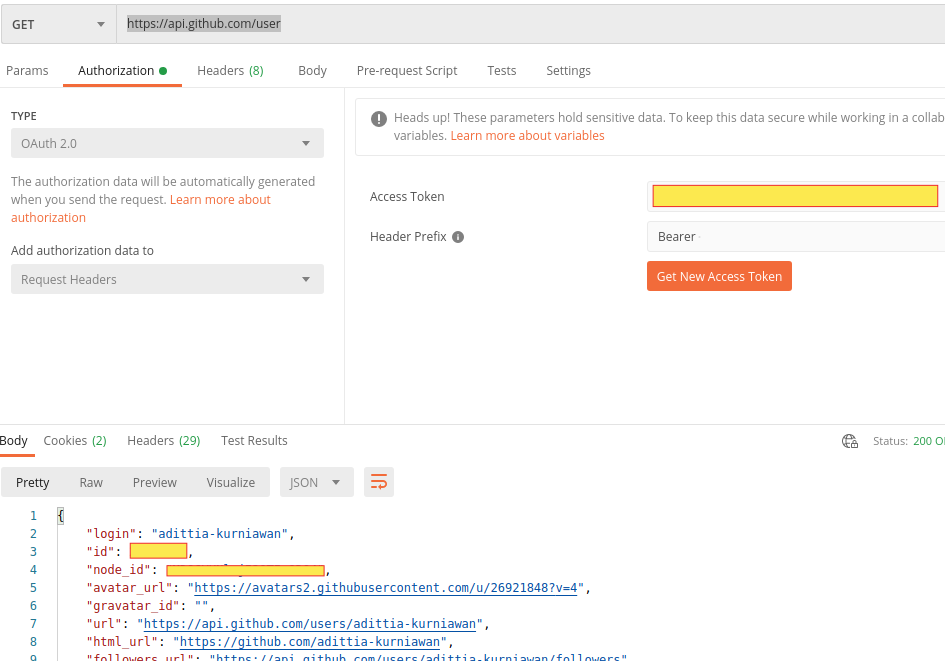 GET https://api.github.com/user
Params Authorization Headers (8) Body Pre-request Script Tests Settings
TYPE
OAuth 2.0
The authorization data will be automatically generated
when you send the request. Learn more about
authorization
Add authorization data to
Request Headers
Heads up! These parameters hold sensitive data. To keep this data secure while working in a collab
variables. Learn more about variables
Access Token
Header Prefix Bearer
Get New Access Token
Body Cookies (2) Headers (29) Test Results Status: 200 O
Pretty Raw Preview Visualize JSON
1 {
2 "login": "adittia-kurniawan",
3 "id": ,
4 "node_id": ,
5 "avatar_url": "https://avatars2.githubusercontent.com/u/26921848?v=4",
6 "gravatar_id": "",
7 "url": "https://api.github.com/users/adittia-kurniawan",
8 "html_url": "https://github.com/adittia-kurniawan",
9 "followers_url": "https://api.github.com/users/adittia-kurniawan/followers"